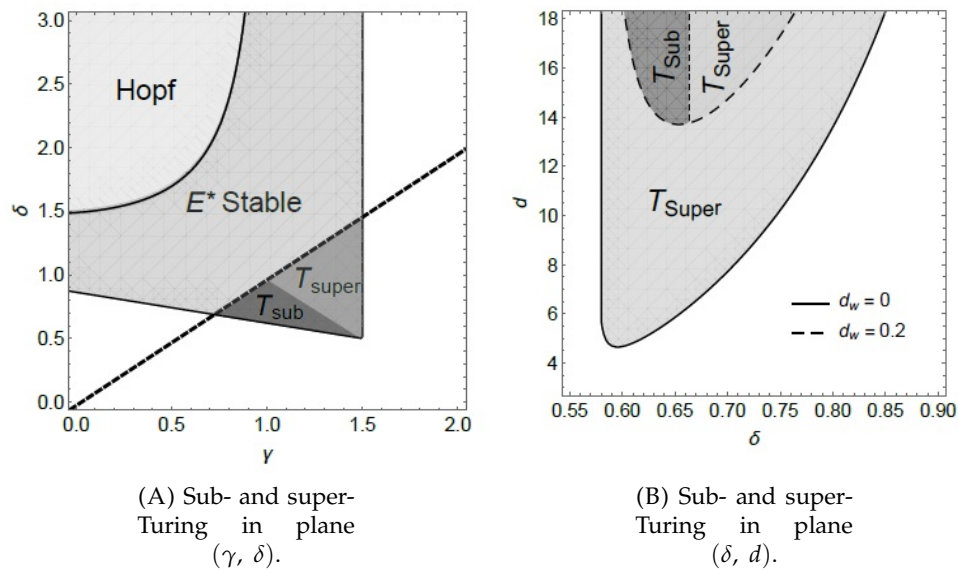 3.0
2.5
2.0
1.5
1.0
0.5
0.0
δ
Hopf
E* Stable
T_super
T_sub
0.0 0.5 1.0 1.5 2.0
γ
(A) Sub- and super-
Turing in plane
(γ, δ).
18
16
14
12
10
8
6
4
d
T_Sub
T_Super
T_Super
d_w = 0
d_w = 0.2
0.55 0.60 0.65 0.70 0.75 0.80 0.85 0.90
δ
(B) Sub- and super-
Turing in plane
(δ, d).